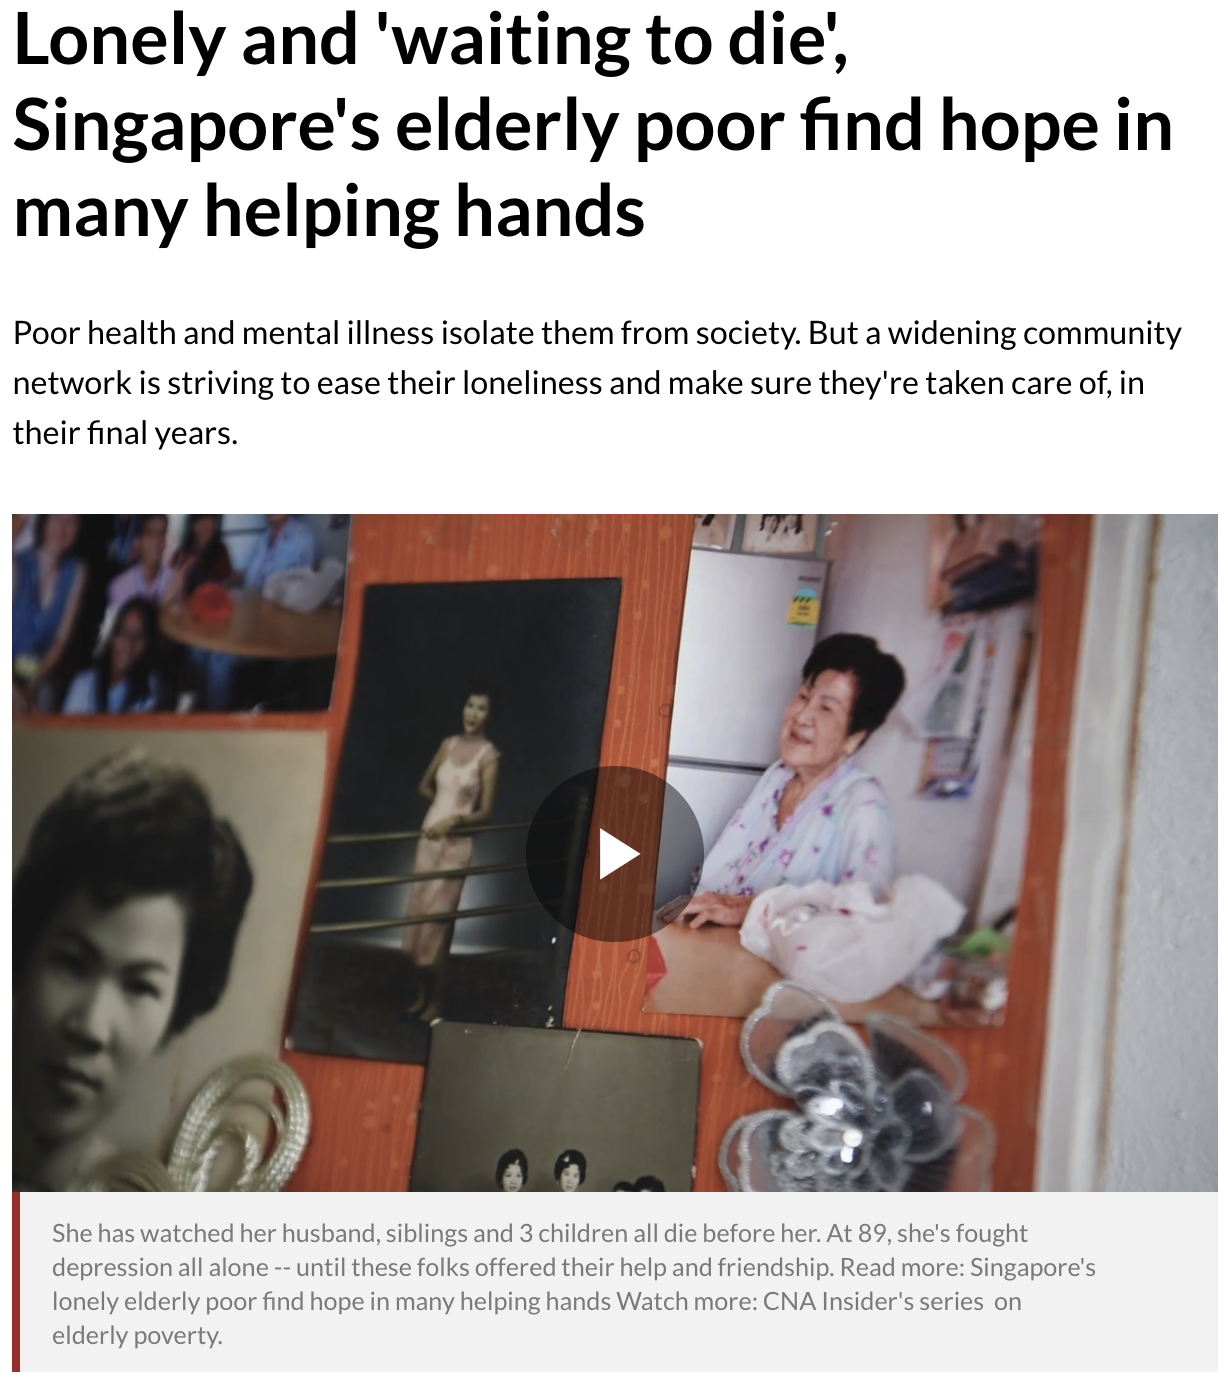 Lonely and 'waiting to die',
Singapore's elderly poor find hope in
many helping hands
Poor health and mental illness isolate them from society. But a widening community
network is striving to ease their loneliness and make sure they're taken care of, in
their final years.
She has watched her husband, siblings and 3 children all die before her. At 89, she's fought
depression all alone -- until these folks offered their help and friendship. Read more: Singapore's
lonely elderly poor find hope in many helping hands Watch more: CNA Insider's series  on
elderly poverty.